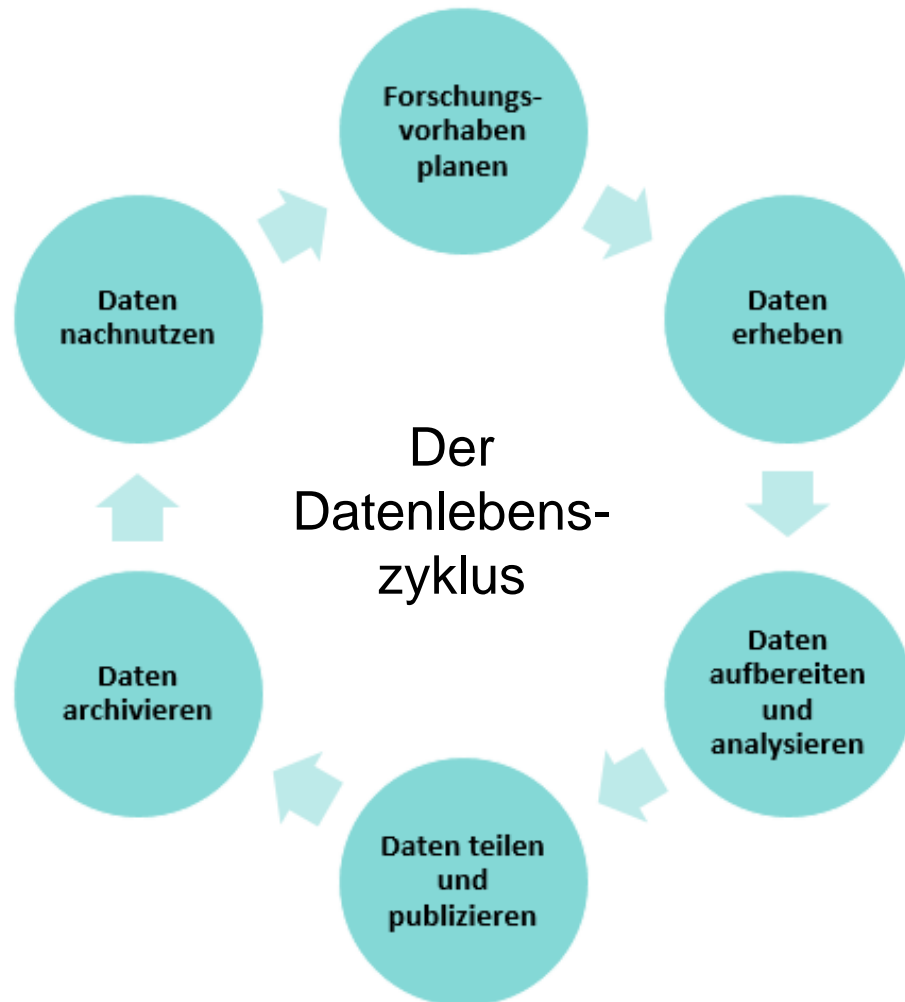 Forschungs-
vorhaben
planen
Daten
erheben
Daten
aufbereiten
und
analysieren
Daten teilen
und
publizieren
Daten
archivieren
Daten
nachnutzen
Der
Datenlebens-
zyklus